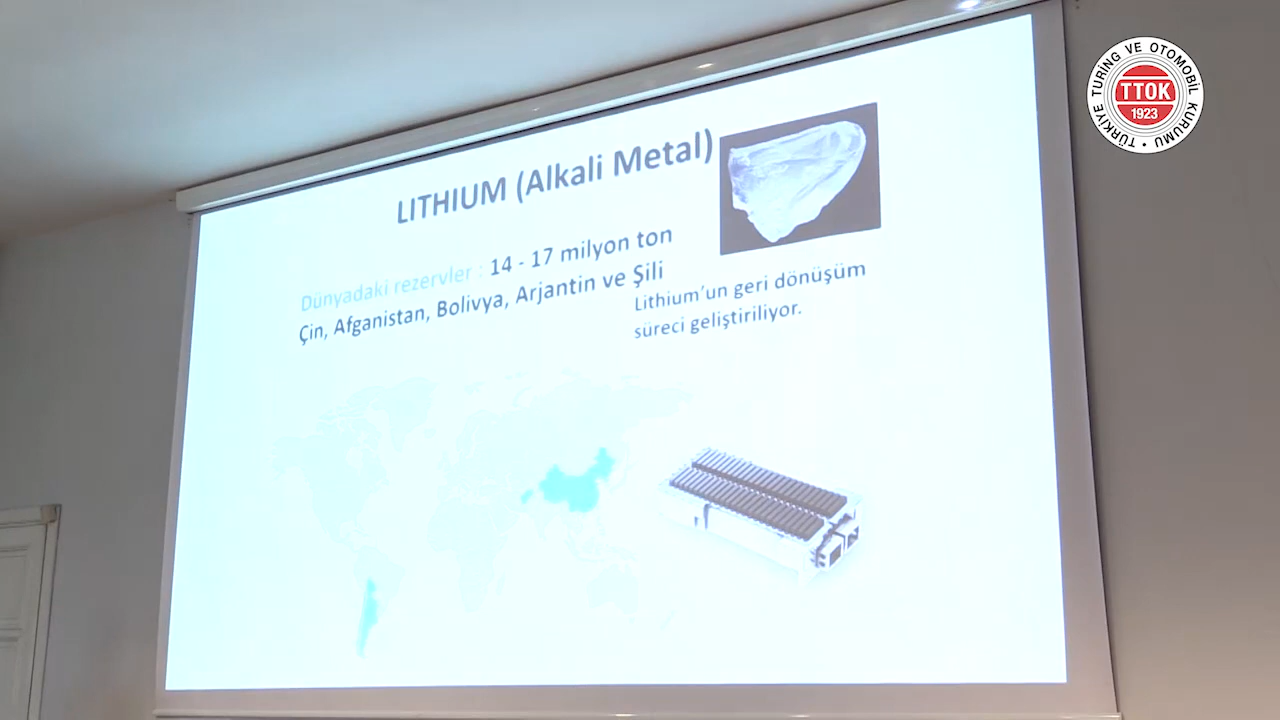 LITHIUM (Alkali Metal)
Dünyadaki rezervler : 14 - 17 milyon ton
Çin, Afganistan, Bolivya, Arjantin ve Şili
Lithium'un geri dönüşüm
süreci geliştiriliyor.
TÜRKİYE TURİNG VE OTOMOBİL KURUMU •
TTOK
1923